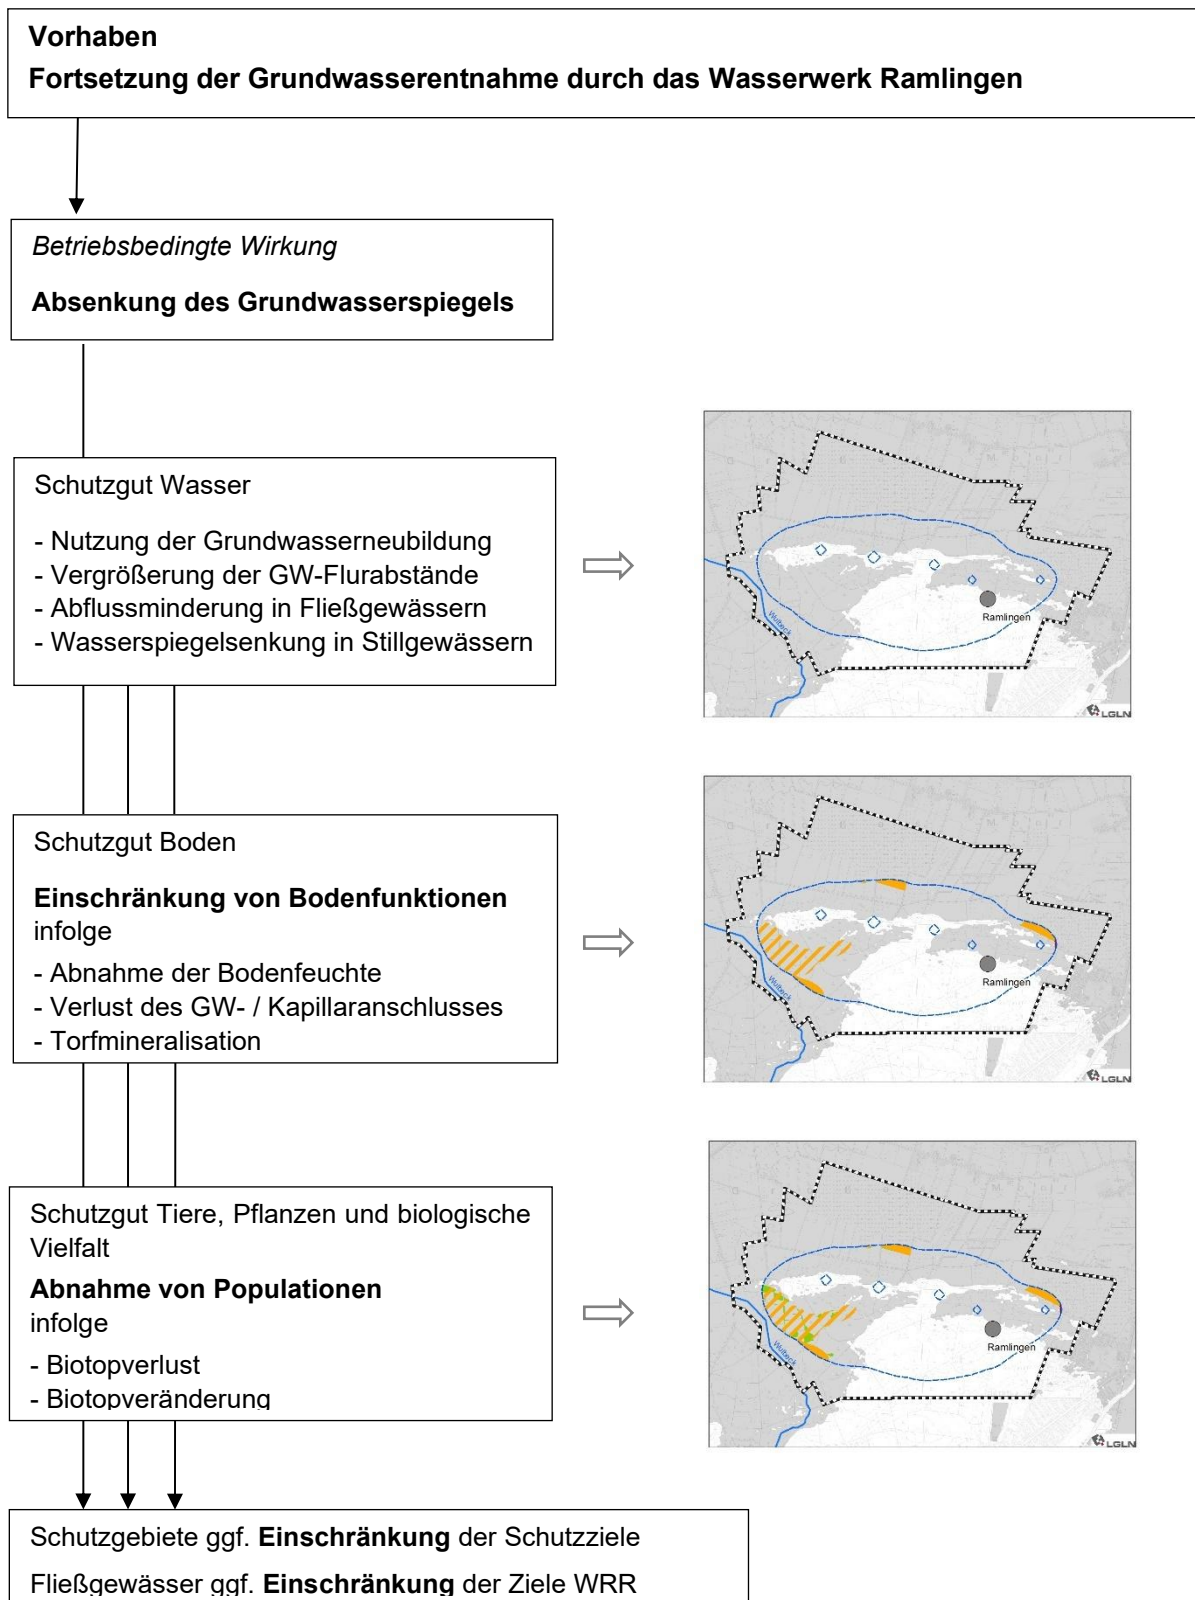 Vorhaben
Fortsetzung der Grundwasserentnahme durch das Wasserwerk Ramlingen
Betriebsbedingte Wirkung
Absenkung des Grundwasserspiegels
Schutzgut Wasser
- Nutzung der Grundwasserneubildung
- Vergrößerung der GW-Flurabstände
- Abflussminderung in Fließgewässern
- Wasserspiegelsenkung in Stillgewässern
Wulbeck
Ramlingen
LGLN
Schutzgut Boden
Einschränkung von Bodenfunktionen
infolge
- Abnahme der Bodenfeuchte
- Verlust des GW- / Kapillaranschlusses
- Torfmineralisation
Wulbeck
Ramlingen
LGLN
Schutzgut Tiere, Pflanzen und biologische
Vielfalt
Abnahme von Populationen
infolge
- Biotopverlust
- Biotopveränderung
Wulbeck
Ramlingen
LGLN
Schutzgebiete ggf. Einschränkung der Schutzziele
Fließgewässer ggf. Einschränkung der Ziele WRR